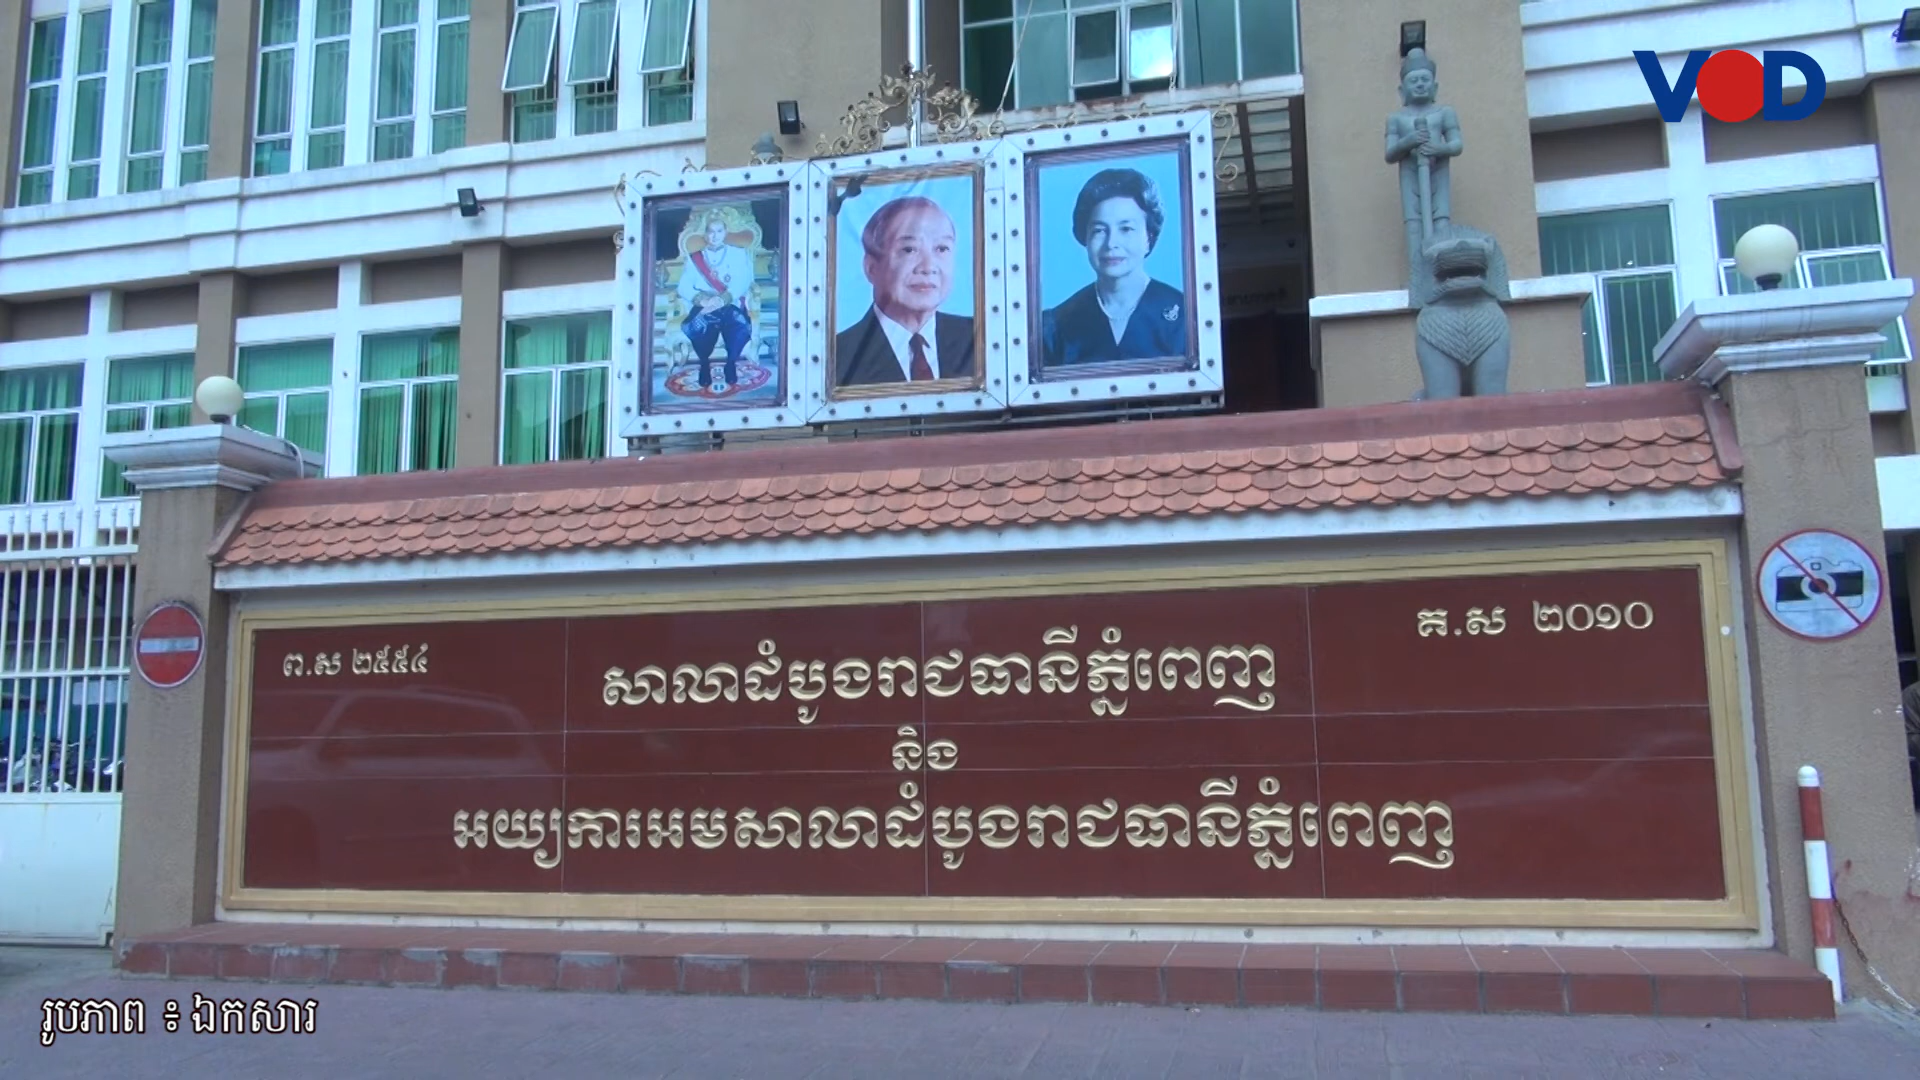 VOD
ព.ស ២៥៥៤
គ.ស ២០១០
សាលាដំបូងរាជធានីភ្នំពេញ
និង
អយ្យការអមសាលាដំបូងរាជធានីភ្នំពេញ
រូបភាព ៖ ឯកសារ